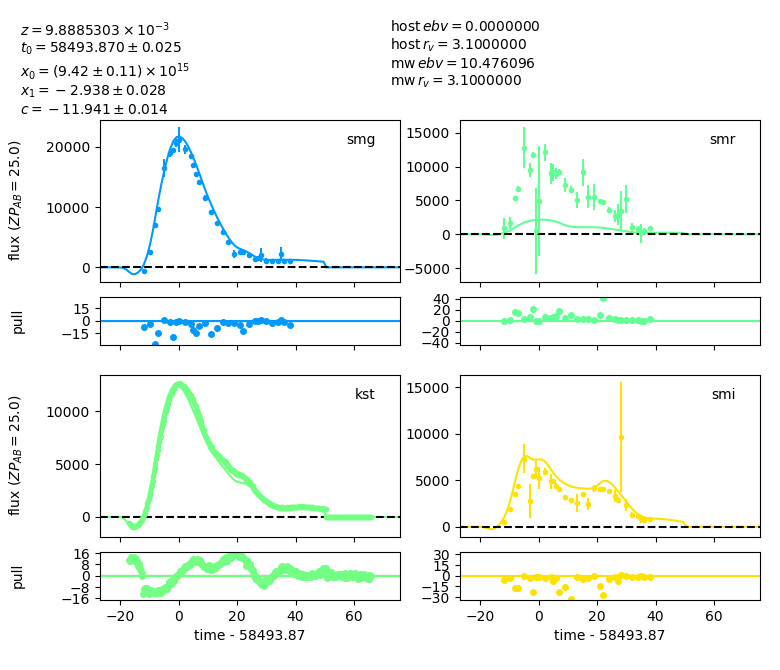 z = 9.8885303 × 10⁻³
t₀ = 58493.870 ± 0.025
x₀ = (9.42 ± 0.11) × 10¹⁵
x₁ = −2.938 ± 0.028
c = −11.941 ± 0.014
host ebv = 0.0000000
host r_v = 3.1000000
mw ebv = 10.476096
mw r_v = 3.1000000
flux (ZP_AB = 25.0)
20000
10000
0
smg
15000
10000
5000
0
−5000
smr
pull
15
0
−15
40
20
0
−20
−40
flux (ZP_AB = 25.0)
10000
5000
0
kst
15000
10000
5000
0
smi
pull
16
8
0
−8
−16
30
15
0
−15
−30
−20 0 20 40 60
−20 0 20 40 60
time - 58493.87
time - 58493.87